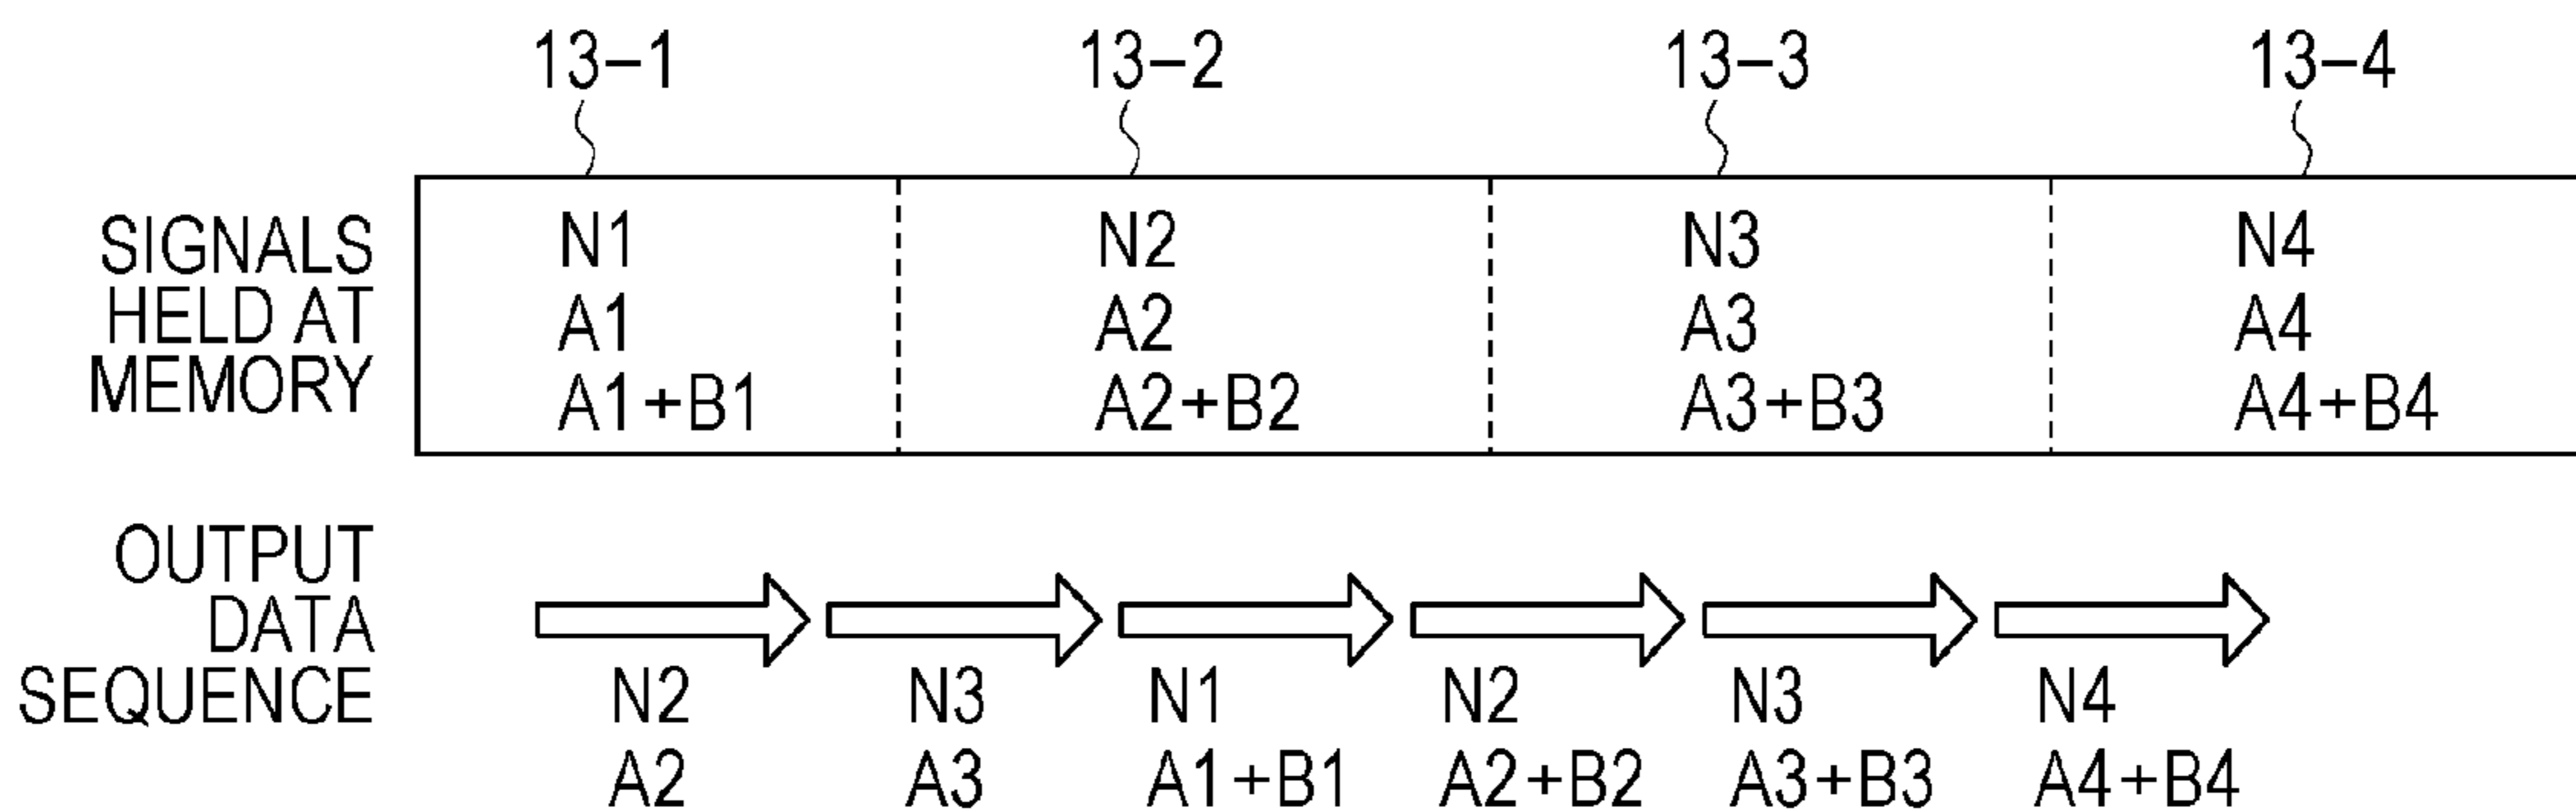 13-1 13-2 13-3 13-4
SIGNALS
HELD AT
MEMORY
N1 N2 N3 N4
A1 A2 A3 A4
A1+B1 A2+B2 A3+B3 A4+B4
OUTPUT
DATA
SEQUENCE
N2 N3 N1 N2 N3 N4
A2 A3 A1+B1 A2+B2 A3+B3 A4+B4